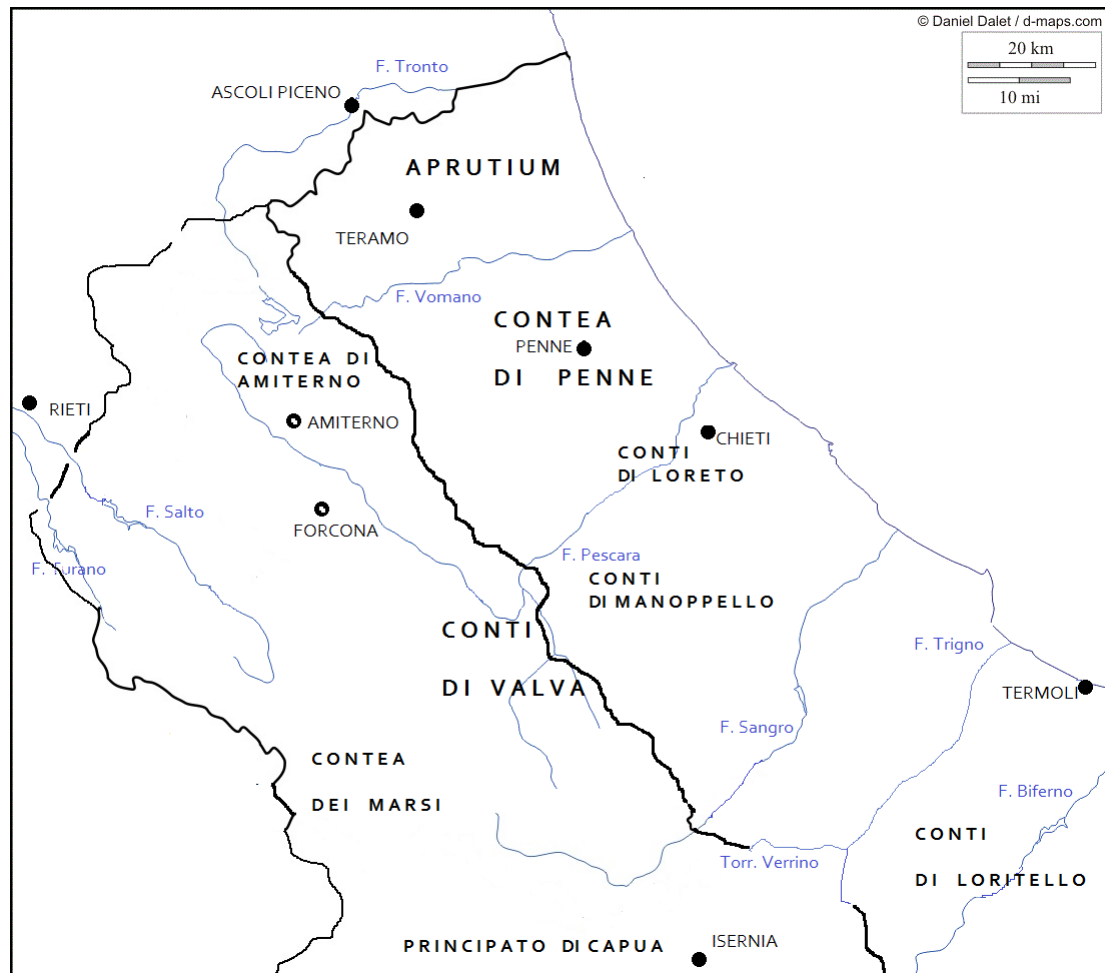 © Daniel Dalet / d-maps.com
20 km
10 mi
F. Tronto
ASCOLI PICENO
APRUTIUM
TERAMO
F. Vomano
CONTEA
PENNE
DI PENNE
CONTEA DI
AMITERNO
RIETI
AMITERNO
CHIETI
CONTI
DI LORETO
F. Salto
FORCONA
F. Turano
F. Pescara
CONTI
DI MANOPPELLO
CONTI
DI VALVA
F. Trigno
TERMOLI
F. Sangro
CONTEA
DEI MARSI
F. Biferno
CONTI
DI LORITELLO
Torr. Verrino
PRINCIPATO DI CAPUA
ISERNIA